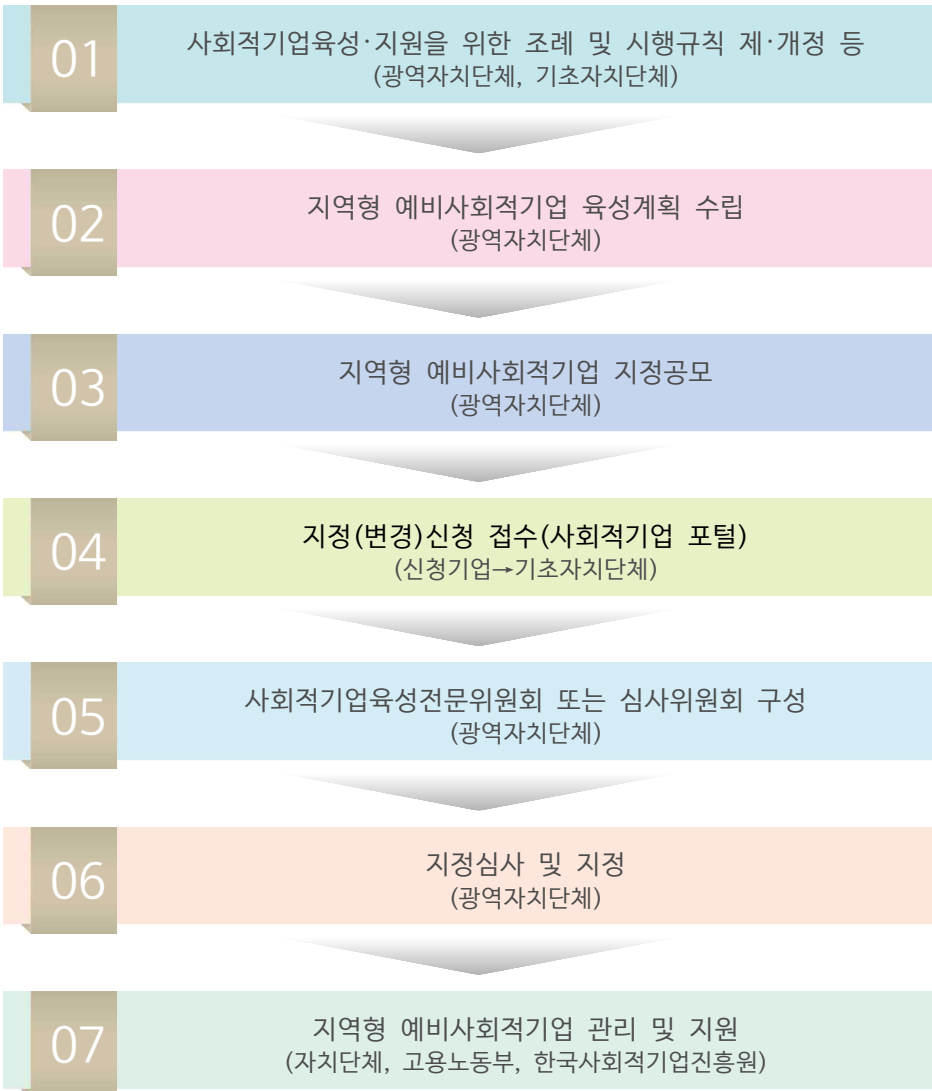 01
사회적기업육성·지원을 위한 조례 및 시행규칙 제·개정 등
(광역자치단체, 기초자치단체)
02
지역형 예비사회적기업 육성계획 수립
(광역자치단체)
03
지역형 예비사회적기업 지정공모
(광역자치단체)
04
지정(변경)신청 접수(사회적기업 포털)
(신청기업→기초자치단체)
05
사회적기업육성전문위원회 또는 심사위원회 구성
(광역자치단체)
06
지정심사 및 지정
(광역자치단체)
07
지역형 예비사회적기업 관리 및 지원
(자치단체, 고용노동부, 한국사회적기업진흥원)